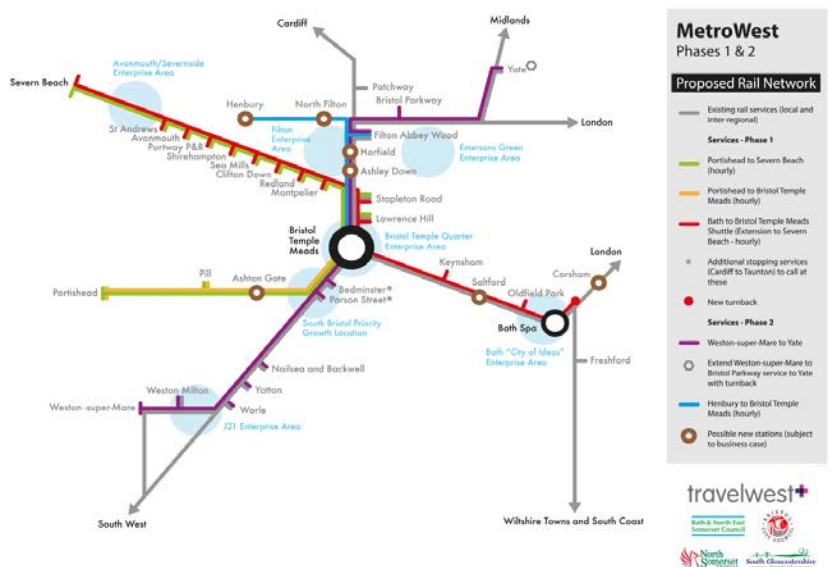 Cardiff
Midlands
Avonmouth/Severnside
Enterprise Area
Severn Beach
Yate
Patchway
Bristol Parkway
Henbury
North Filton
London
St Andrews
Avonmouth
Portway P&R
Shirehampton
Sea Mills
Clifton Down
Redland
Montpelier
Filton
Enterprise
Area
Filton Abbey Wood
Horfield
Ashley Down
Emersons Green
Enterprise Area
Stapleton Road
Lawrence Hill
Bristol
Temple
Meads
Bristol Temple Quarter
Enterprise Area
Keynsham
London
Saltford
Corsham
Oldfield Park
Pill
Ashton Gate
Portishead
Bedminster*
Parson Street*
South Bristol Priority
Growth Location
Bath Spa
Bath "City of Ideas"
Enterprise Area
Freshford
Nailsea and Backwell
Weston Milton
Yatton
Weston -super-Mare
Worle
J21 Enterprise Area
South West
Wiltshire Towns and South Coast
MetroWest
Phases 1 & 2
Proposed Rail Network
Existing rail services (local and
inter-regional)
Services - Phase 1
Portishead to Severn Beach
(hourly)
Portishead to Bristol Temple
Meads (hourly)
Bath to Bristol Temple Meads
Shuttle (Extension to Severn
Beach - hourly)
Additional stopping services
(Cardiff to Taunton) to call at
these
New turnback
Services - Phase 2
Weston-super-Mare to Yate
Extend Weston-super-Mare to
Bristol Parkway service to Yate
with turnback
Henbury to Bristol Temple
Meads (hourly)
Possible new stations (subject
to business case)
travelwest+
Bath & North East
Somerset Council
BRISTOL
CITY COUNCIL
North
Somerset
South Gloucestershire